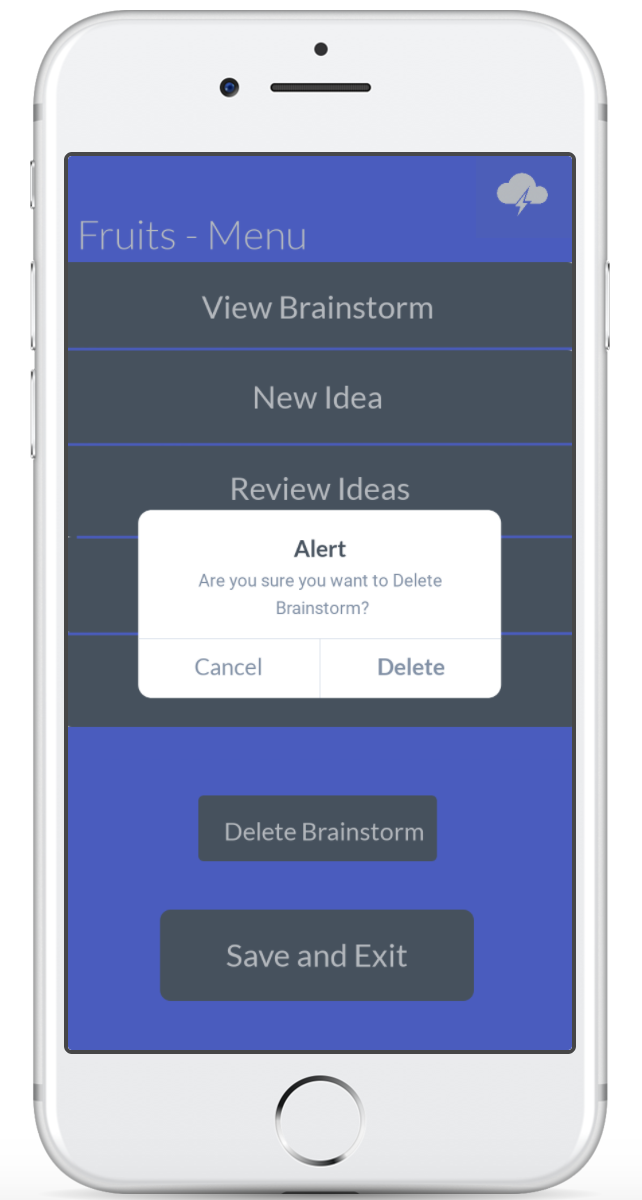 Fruits - Menu
View Brainstorm
New Idea
Review Ideas
Alert
Are you sure you want to Delete
Brainstorm?
Cancel
Delete
Delete Brainstorm
Save and Exit